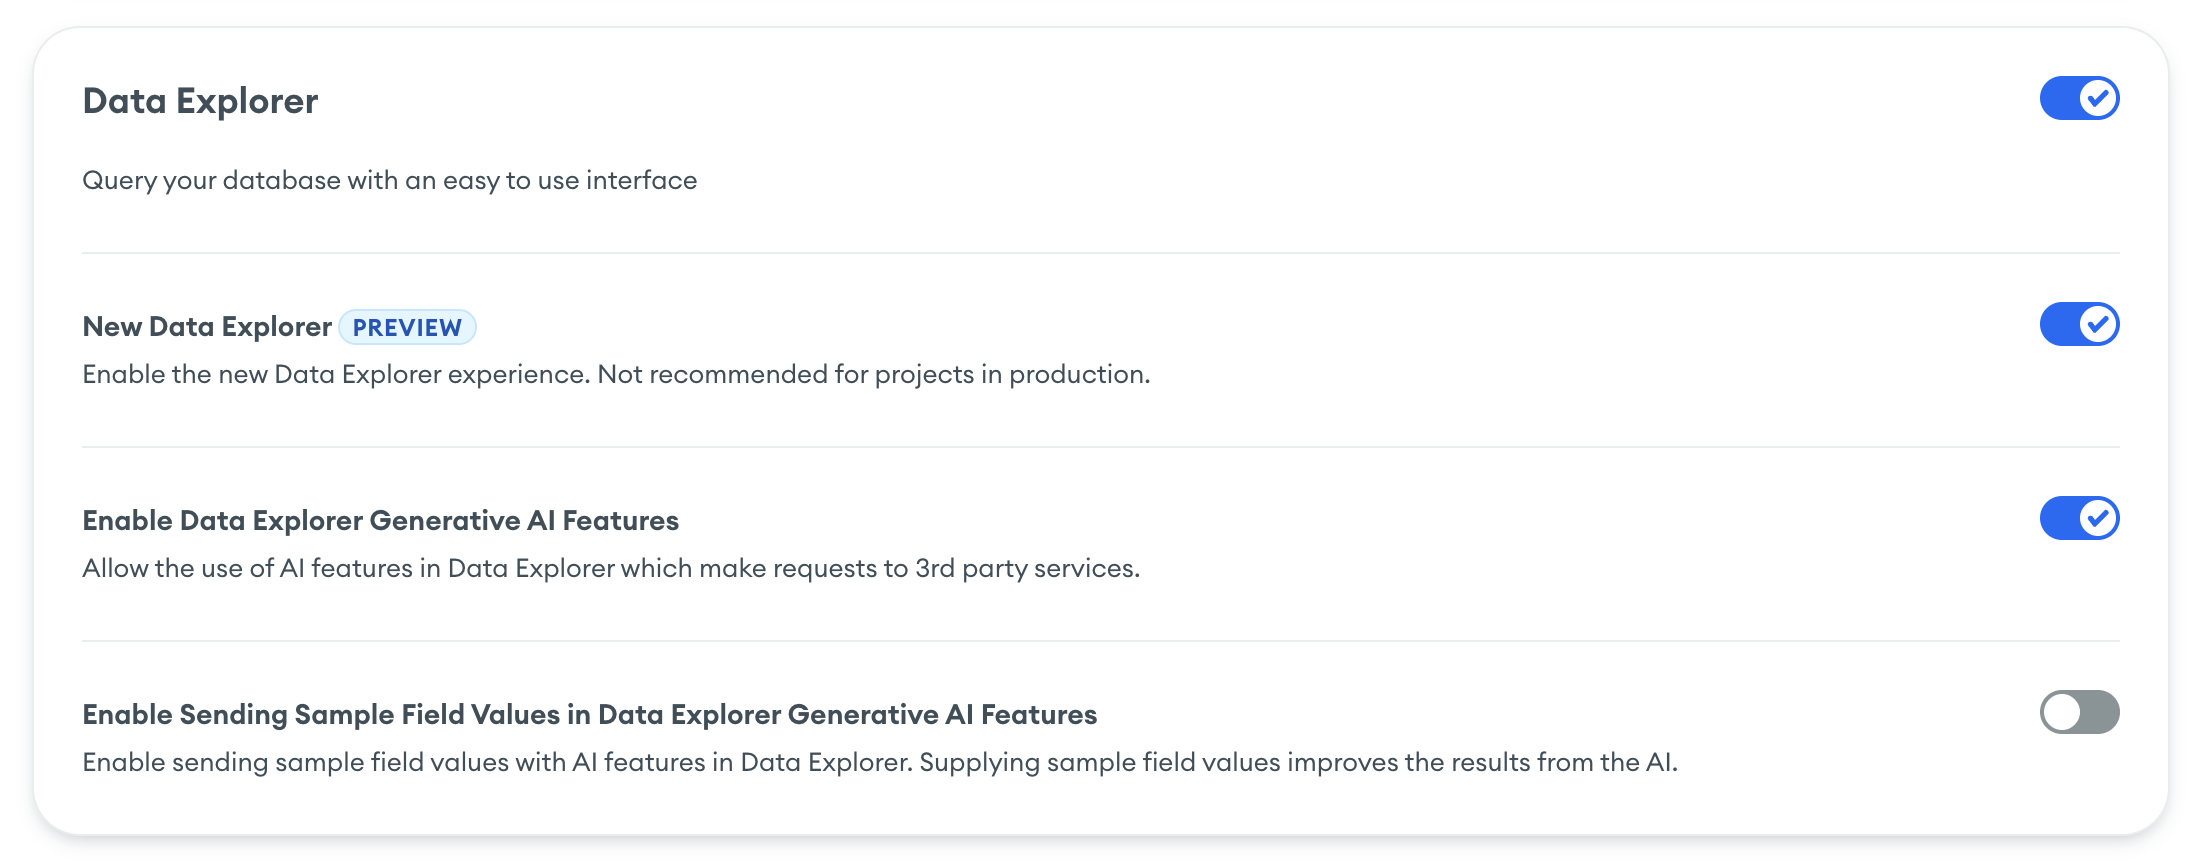 Data Explorer
Query your database with an easy to use interface
New Data Explorer PREVIEW
Enable the new Data Explorer experience. Not recommended for projects in production.
Enable Data Explorer Generative AI Features
Allow the use of AI features in Data Explorer which make requests to 3rd party services.
Enable Sending Sample Field Values in Data Explorer Generative AI Features
Enable sending sample field values with AI features in Data Explorer. Supplying sample field values improves the results from the AI.